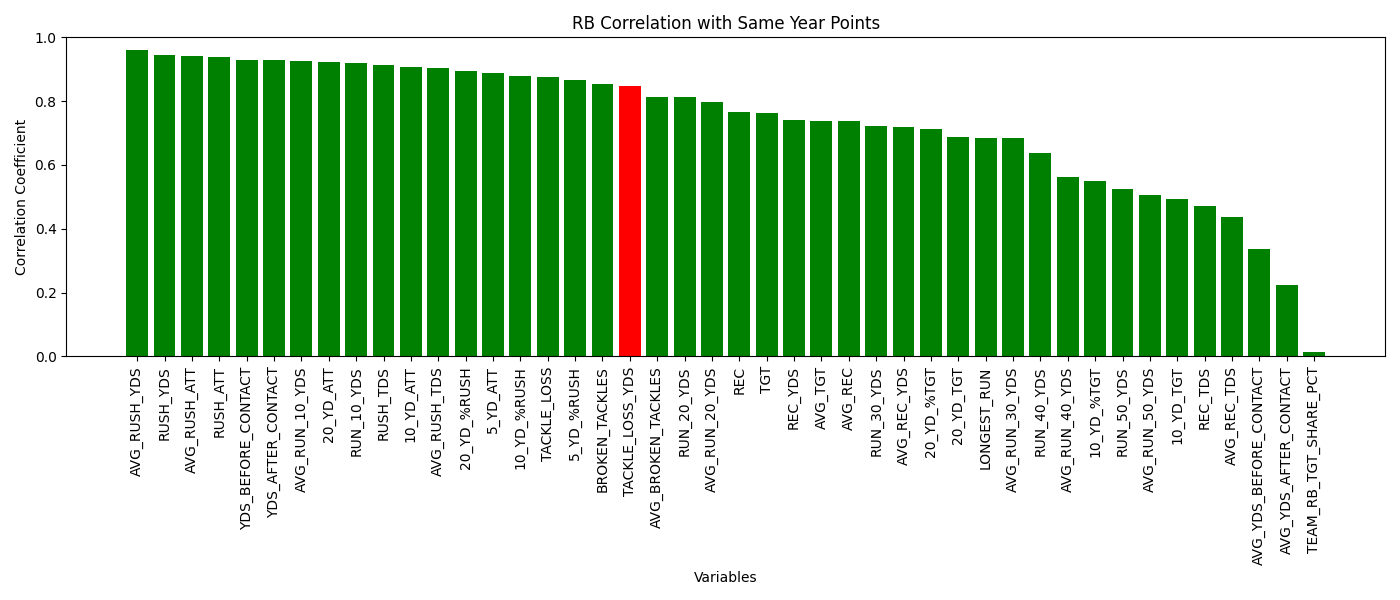 RB Correlation with Same Year Points
Correlation Coefficient
1.0
0.8
0.6
0.4
0.2
0.0
AVG_RUSH_YDS
RUSH_YDS
AVG_RUSH_ATT
RUSH_ATT
YDS_BEFORE_CONTACT
YDS_AFTER_CONTACT
AVG_RUN_10_YDS
20_YD_ATT
RUN_10_YDS
RUSH_TDS
10_YD_ATT
AVG_RUSH_TDS
20_YD_%RUSH
5_YD_ATT
10_YD_%RUSH
TACKLE_LOSS
5_YD_%RUSH
BROKEN_TACKLES
TACKLE_LOSS_YDS
AVG_BROKEN_TACKLES
RUN_20_YDS
AVG_RUN_20_YDS
REC
TGT
REC_YDS
AVG_TGT
AVG_REC
RUN_30_YDS
AVG_REC_YDS
20_YD_%TGT
20_YD_TGT
LONGEST_RUN
AVG_RUN_30_YDS
RUN_40_YDS
AVG_RUN_40_YDS
10_YD_%TGT
RUN_50_YDS
AVG_RUN_50_YDS
10_YD_TGT
REC_TDS
AVG_REC_TDS
AVG_YDS_BEFORE_CONTACT
AVG_YDS_AFTER_CONTACT
TEAM_RB_TGT_SHARE_PCT
Variables